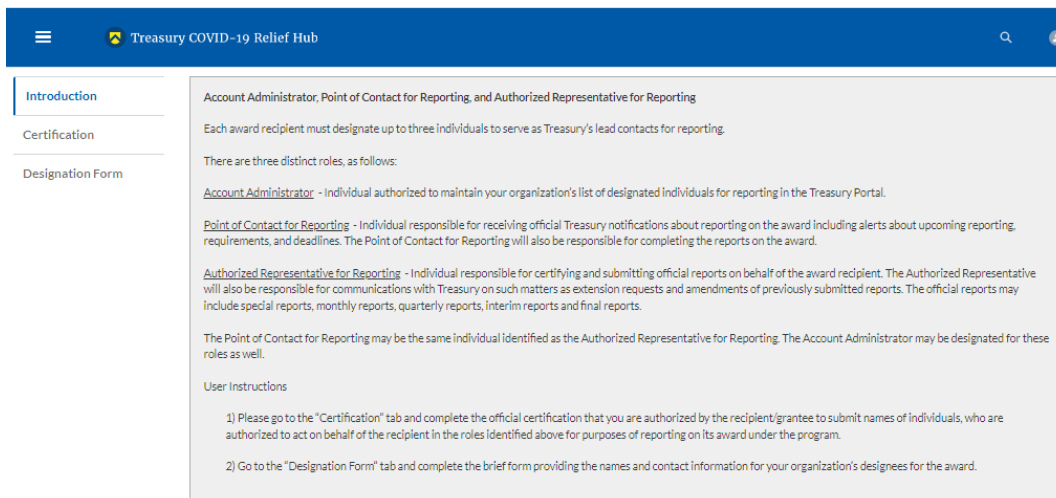 Treasury COVID-19 Relief Hub
Introduction
Certification
Designation Form
Account Administrator, Point of Contact for Reporting, and Authorized Representative for Reporting
Each award recipient must designate up to three individuals to serve as Treasury's lead contacts for reporting.
There are three distinct roles, as follows:
Account Administrator - Individual authorized to maintain your organization's list of designated individuals for reporting in the Treasury Portal.
Point of Contact for Reporting - Individual responsible for receiving official Treasury notifications about reporting on the award including alerts about upcoming reporting,
requirements, and deadlines. The Point of Contact for Reporting will also be responsible for completing the reports on the award.
Authorized Representative for Reporting - Individual responsible for certifying and submitting official reports on behalf of the award recipient. The Authorized Representative
will also be responsible for communications with Treasury on such matters as extension requests and amendments of previously submitted reports. The official reports may
include special reports, monthly reports, quarterly reports, interim reports and final reports.
The Point of Contact for Reporting may be the same individual identified as the Authorized Representative for Reporting. The Account Administrator may be designated for these
roles as well.
User Instructions
1) Please go to the "Certification" tab and complete the official certification that you are authorized by the recipient/grantee to submit names of individuals, who are
authorized to act on behalf of the recipient in the roles identified above for purposes of reporting on its award under the program.
2) Go to the "Designation Form" tab and complete the brief form providing the names and contact information for your organization's designees for the award.